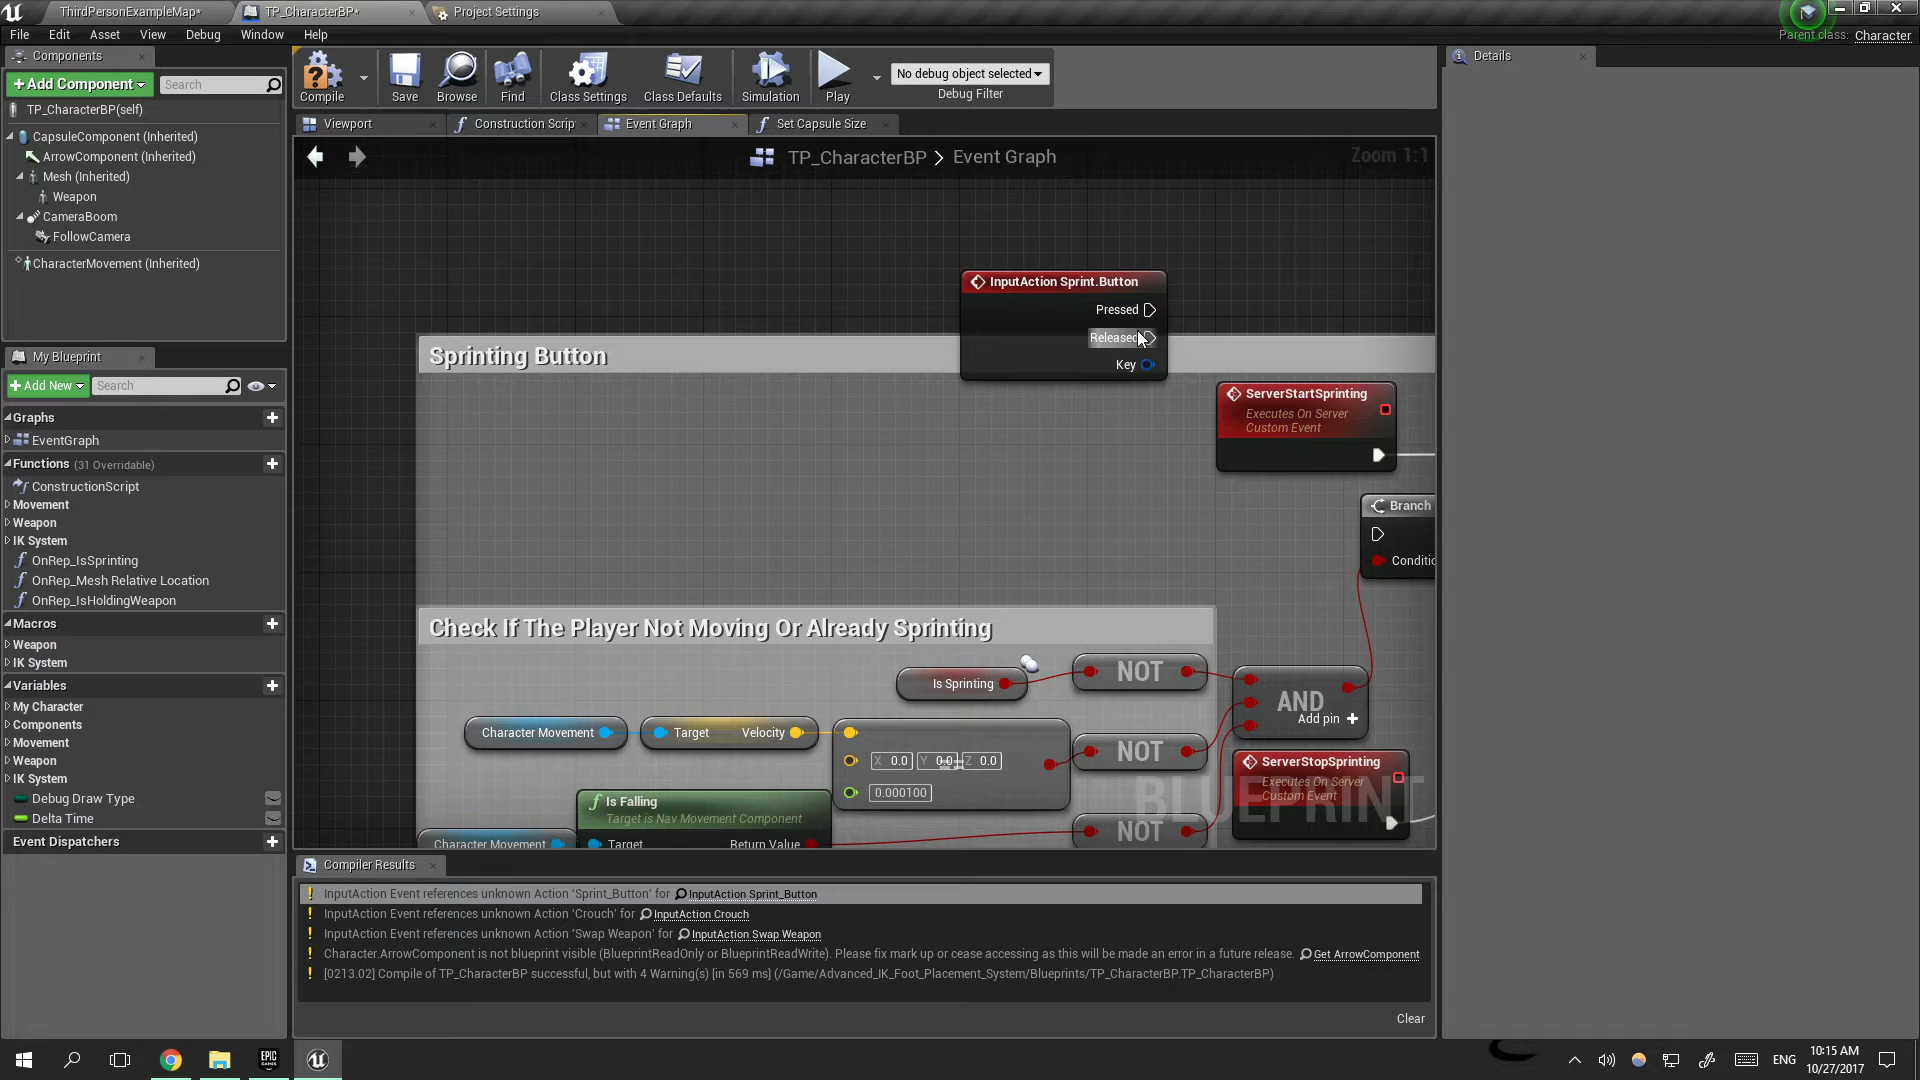 ThirdPersonExampleMap*
TP_CharacterBP*
Project Settings
File Edit Asset View Debug Window Help
Parent class: Character
Components
+Add Component
Search
TP_CharacterBP(self)
CapsuleComponent (Inherited)
ArrowComponent (Inherited)
Mesh (Inherited)
Weapon
CameraBoom
FollowCamera
CharacterMovement (Inherited)
My Blueprint
+Add New
Search
Graphs
EventGraph
Functions (31 Overridable)
ConstructionScript
Movement
Weapon
IK System
OnRep_IsSprinting
OnRep_Mesh Relative Location
OnRep_IsHoldingWeapon
Macros
Weapon
IK System
Variables
My Character
Components
Movement
Weapon
IK System
Debug Draw Type
Delta Time
Event Dispatchers
Compile
Save
Browse
Find
Class Settings
Class Defaults
Simulation
Play
No debug object selected
Debug Filter
Details
Viewport
Construction Scrip
Event Graph
Set Capsule Size
TP_CharacterBP > Event Graph
Zoom 1:1
InputAction Sprint.Button
Pressed
Released
Key
Sprinting Button
ServerStartSprinting
Executes On Server
Custom Event
Branch
Conditio
Check If The Player Not Moving Or Already Sprinting
Is Sprinting
NOT
AND
Add pin +
Character Movement
Target Velocity
X 0.0 Y 0.0 Z 0.0
0.000100
NOT
ServerStopSprinting
Executes On Server
Custom Event
Is Falling
Target is Nav Movement Component
Character Movement
Target Return Value
NOT
BLUEPRINT
Compiler Results
InputAction Event references unknown Action 'Sprint_Button' for InputAction Sprint_Button
InputAction Event references unknown Action 'Crouch' for InputAction Crouch
InputAction Event references unknown Action 'Swap Weapon' for InputAction Swap Weapon
Character.ArrowComponent is not blueprint visible (BlueprintReadOnly or BlueprintReadWrite). Please fix mark up or cease accessing as this will be made an error in a future release. Get ArrowComponent
[0213.02] Compile of TP_CharacterBP successful, but with 4 Warning(s) [in 569 ms] (/Game/Advanced_IK_Foot_Placement_System/Blueprints/TP_CharacterBP.TP_CharacterBP)
Clear
EPIC
GAMES
ENG
10:15 AM
10/27/2017